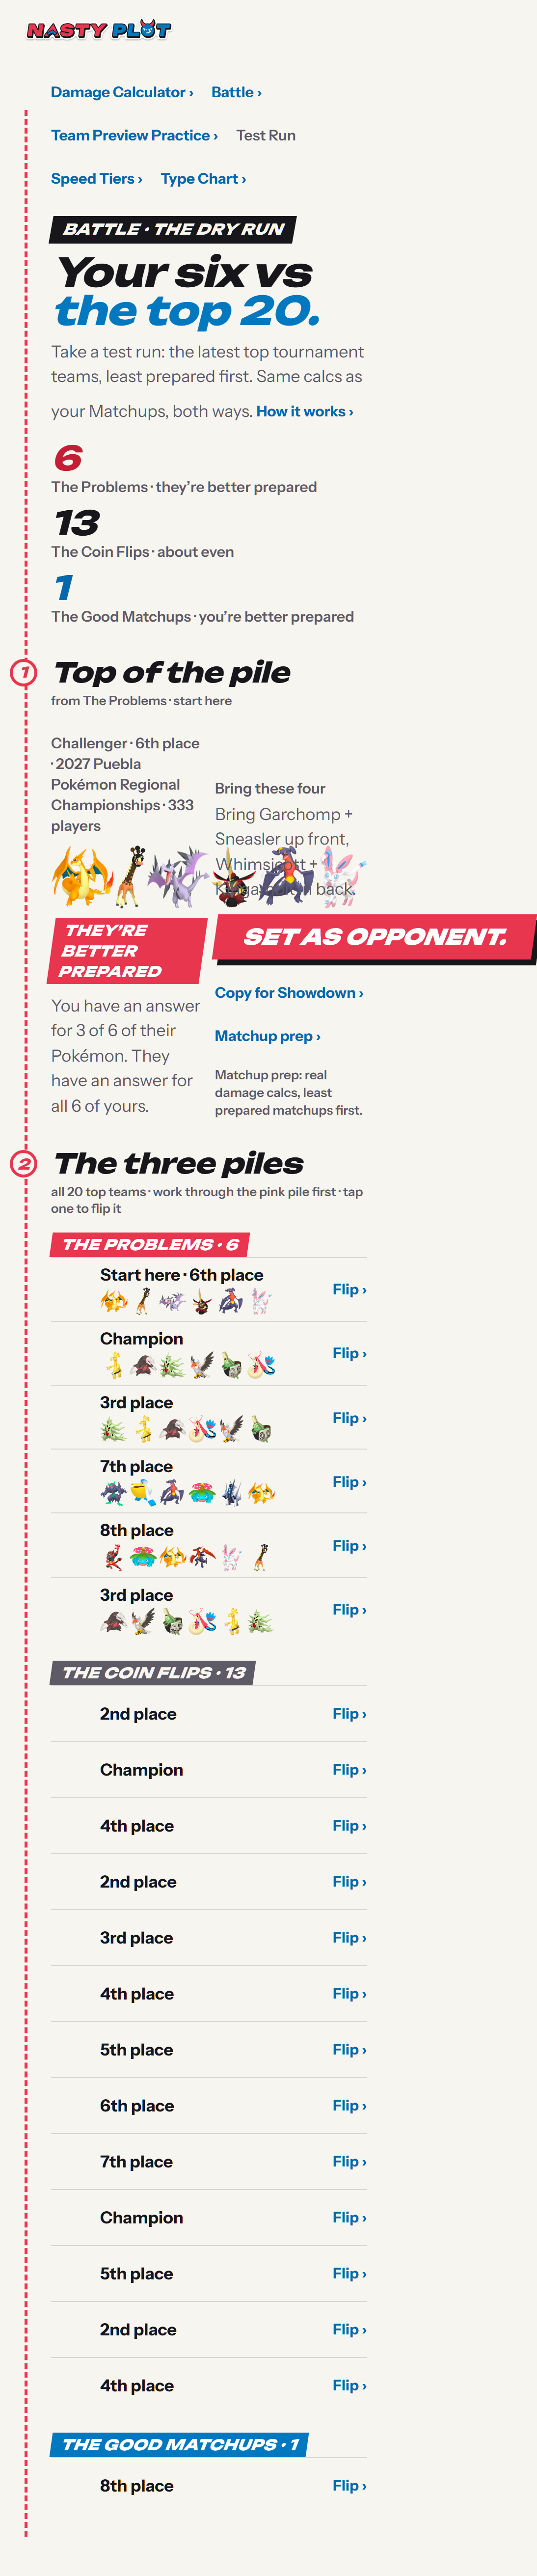 NASTY PLOT
Damage Calculator › Battle ›
Team Preview Practice › Test Run
Speed Tiers › Type Chart ›
BATTLE · THE DRY RUN
Your six vs
the top 20.
Take a test run: the latest top tournament
teams, least prepared first. Same calcs as
your Matchups, both ways. How it works ›
6
The Problems · they’re better prepared
13
The Coin Flips · about even
1
The Good Matchups · you’re better prepared
1
Top of the pile
from The Problems · start here
Challenger · 6th place
· 2027 Puebla
Pokémon Regional
Championships · 333
players
THEY’RE
BETTER
PREPARED
You have an answer
for 3 of 6 of their
Pokémon. They
have an answer for
all 6 of yours.
Bring these four
Bring Garchomp +
Sneasler up front,
Whimsicott +
back.
SET AS OPPONENT.
Copy for Showdown ›
Matchup prep ›
Matchup prep: real
damage calcs, least
prepared matchups first.
2
The three piles
all 20 top teams · work through the pink pile first · tap
one to flip it
THE PROBLEMS · 6
Start here · 6th place Flip ›
Champion Flip ›
3rd place Flip ›
7th place Flip ›
8th place Flip ›
3rd place Flip ›
THE COIN FLIPS · 13
2nd place Flip ›
Champion Flip ›
4th place Flip ›
2nd place Flip ›
3rd place Flip ›
4th place Flip ›
5th place Flip ›
6th place Flip ›
7th place Flip ›
Champion Flip ›
5th place Flip ›
2nd place Flip ›
4th place Flip ›
THE GOOD MATCHUPS · 1
8th place Flip ›